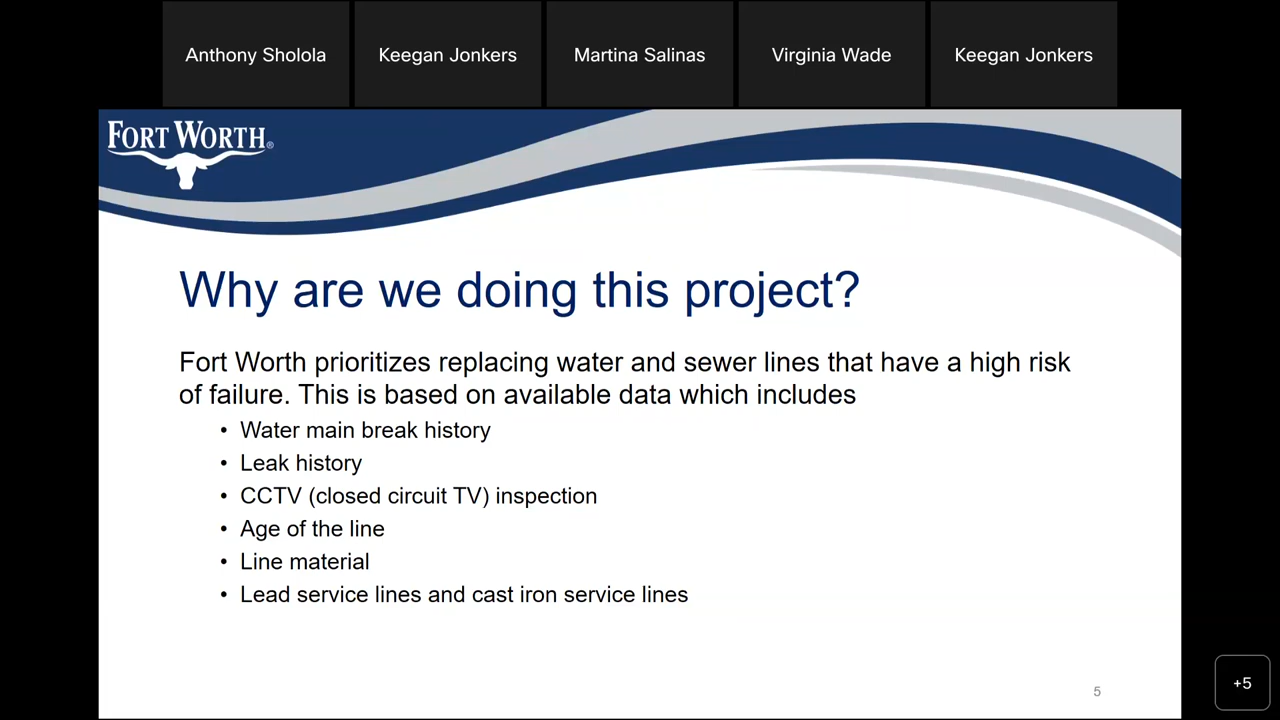 Anthony Sholola
Keegan Jonkers
Martina Salinas
Virginia Wade
Keegan Jonkers
FORT WORTH®
Why are we doing this project?
Fort Worth prioritizes replacing water and sewer lines that have a high risk
of failure. This is based on available data which includes
• Water main break history
• Leak history
• CCTV (closed circuit TV) inspection
• Age of the line
• Line material
• Lead service lines and cast iron service lines
5
+5